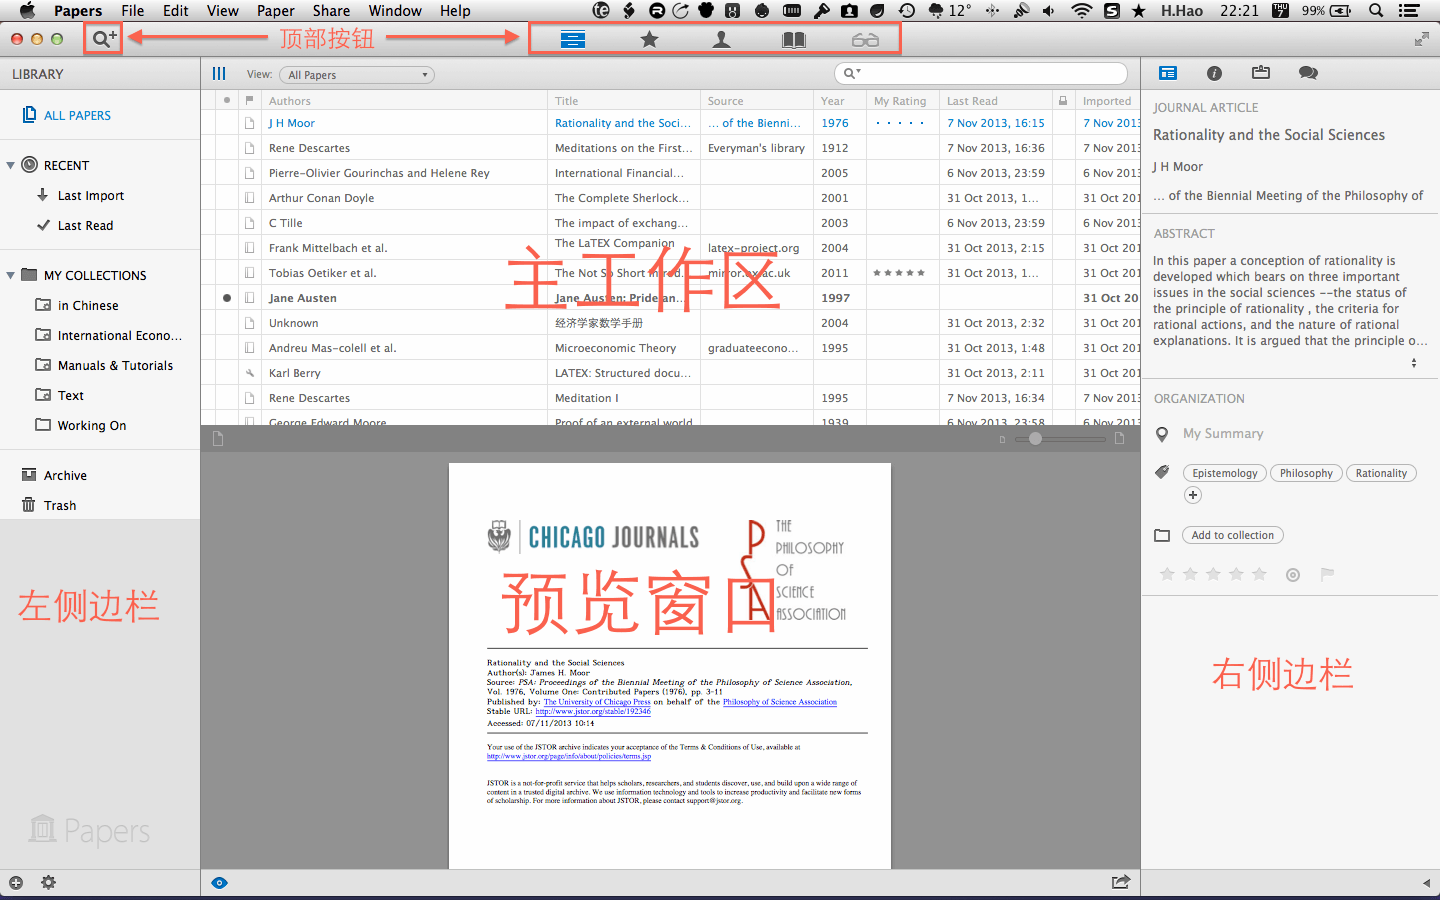 Papers File Edit View Paper Share Window Help 12° H.Hao 22:21 THU 7 99%
顶部按钮
LIBRARY
ALL PAPERS
RECENT
Last Import
Last Read
MY COLLECTIONS
in Chinese
International Econo...
Manuals & Tutorials
Text
Working On
Archive
Trash
左侧边栏
Papers
View: All Papers
Authors Title Source Year My Rating Last Read Imported
J H Moor Rationality and the Soci... ... of the Bienni... 1976 7 Nov 2013, 16:15 7 Nov 2013
Rene Descartes Meditations on the First... Everyman's library 1912 7 Nov 2013, 16:36 7 Nov 2013
Pierre-Olivier Gourinchas and Helene Rey International Financial... 2005 6 Nov 2013, 23:59 6 Nov 2013
Arthur Conan Doyle The Complete Sherlock... 2001 31 Oct 2013, 1... 31 Oct 201
C Tille The impact of exchang... 2003 6 Nov 2013, 23:59 6 Nov 2013
Frank Mittelbach et al. The LaTEX Companion latex-project.org 2004 31 Oct 2013, 2:15 31 Oct 201
Tobias Oetiker et al. The Not So Short Introd... mirror.ox.ac.uk 2011 ★★★★★ 31 Oct 2013, 1... 31 Oct 201
Jane Austen Jane Austen: Pride an... 1997 31 Oct 20
Unknown 经济学家数学手册 2004 31 Oct 2013, 2:32 31 Oct 201
Andreu Mas-colell et al. Microeconomic Theory graduateecono... 1995 31 Oct 2013, 1:48 31 Oct 201
Karl Berry LATEX: Structured docu... 31 Oct 2013, 2:11 31 Oct 201
Rene Descartes Meditation I 1995 7 Nov 2013, 16:34 7 Nov 2013
George Edward Moore Proof of an external world 1939 6 Nov 2013, 23:58 6 Nov 2013
主工作区
CHICAGO JOURNALS
THE
PHILOSOPHY
OF
SCIENCE
ASSOCIATION
PSA
预览窗口
Rationality and the Social Sciences
Author(s): James H. Moor
Source: PSA: Proceedings of the Biennial Meeting of the Philosophy of Science Association,
Vol. 1976, Volume One: Contributed Papers (1976), pp. 3-11
Published by: The University of Chicago Press on behalf of the Philosophy of Science Association
Stable URL: http://www.jstor.org/stable/192346
Accessed: 07/11/2013 10:14
Your use of the JSTOR archive indicates your acceptance of the Terms & Conditions of Use, available at
http://www.jstor.org/page/info/about/policies/terms.jsp
JSTOR is a not-for-profit service that helps scholars, researchers, and students discover, use, and build upon a wide range of
content in a trusted digital archive. We use information technology and tools to increase productivity and facilitate new forms
of scholarship. For more information about JSTOR, please contact support@jstor.org.
JOURNAL ARTICLE
Rationality and the Social Sciences
J H Moor
... of the Biennial Meeting of the Philosophy of
ABSTRACT
In this paper a conception of rationality is
developed which bears on three important
issues in the social sciences --the status of
the principle of rationality , the criteria for
rational actions, and the nature of rational
explanations. It is argued that the principle o...
ORGANIZATION
My Summary
Epistemology Philosophy Rationality
Add to collection
右侧边栏